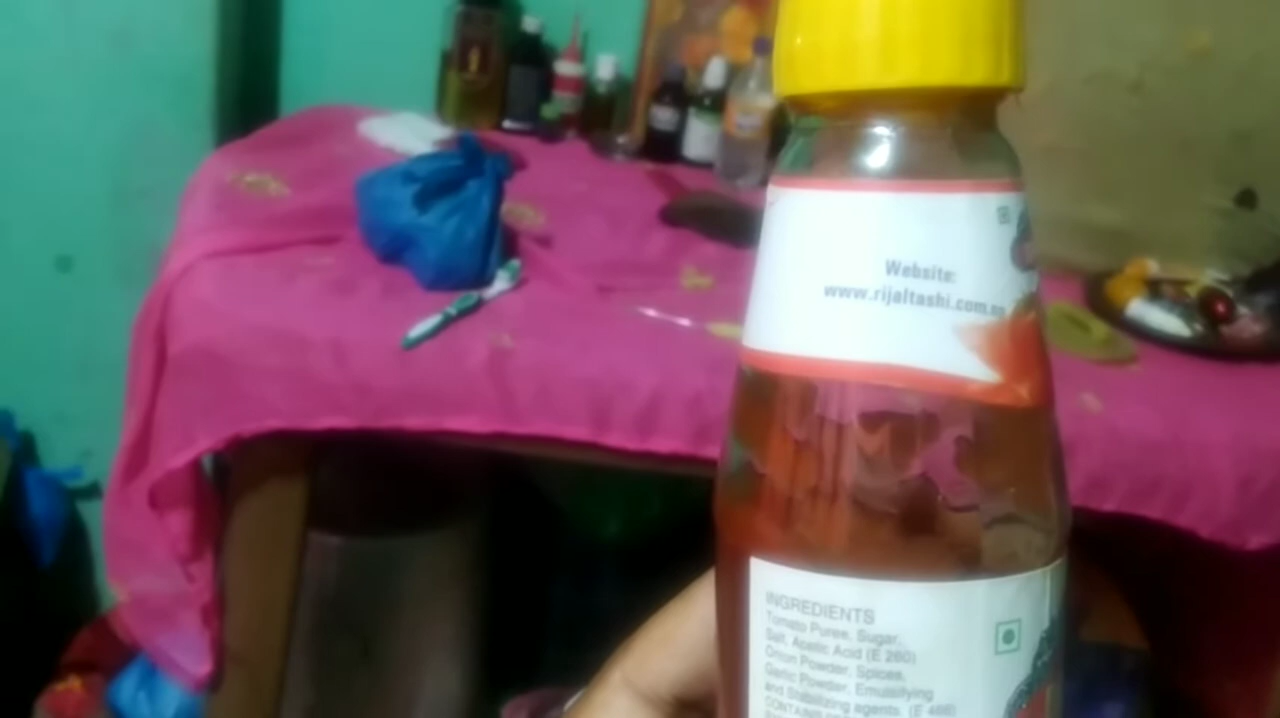 Website:
www.rijaltashi.com.np
INGREDIENTS
Tomato Puree, Sugar,
Salt, Acetic Acid (E 260)
Onion Powder, Spices,
Garlic Powder, Emulsifying
and Stabilizing agents. (E 466)